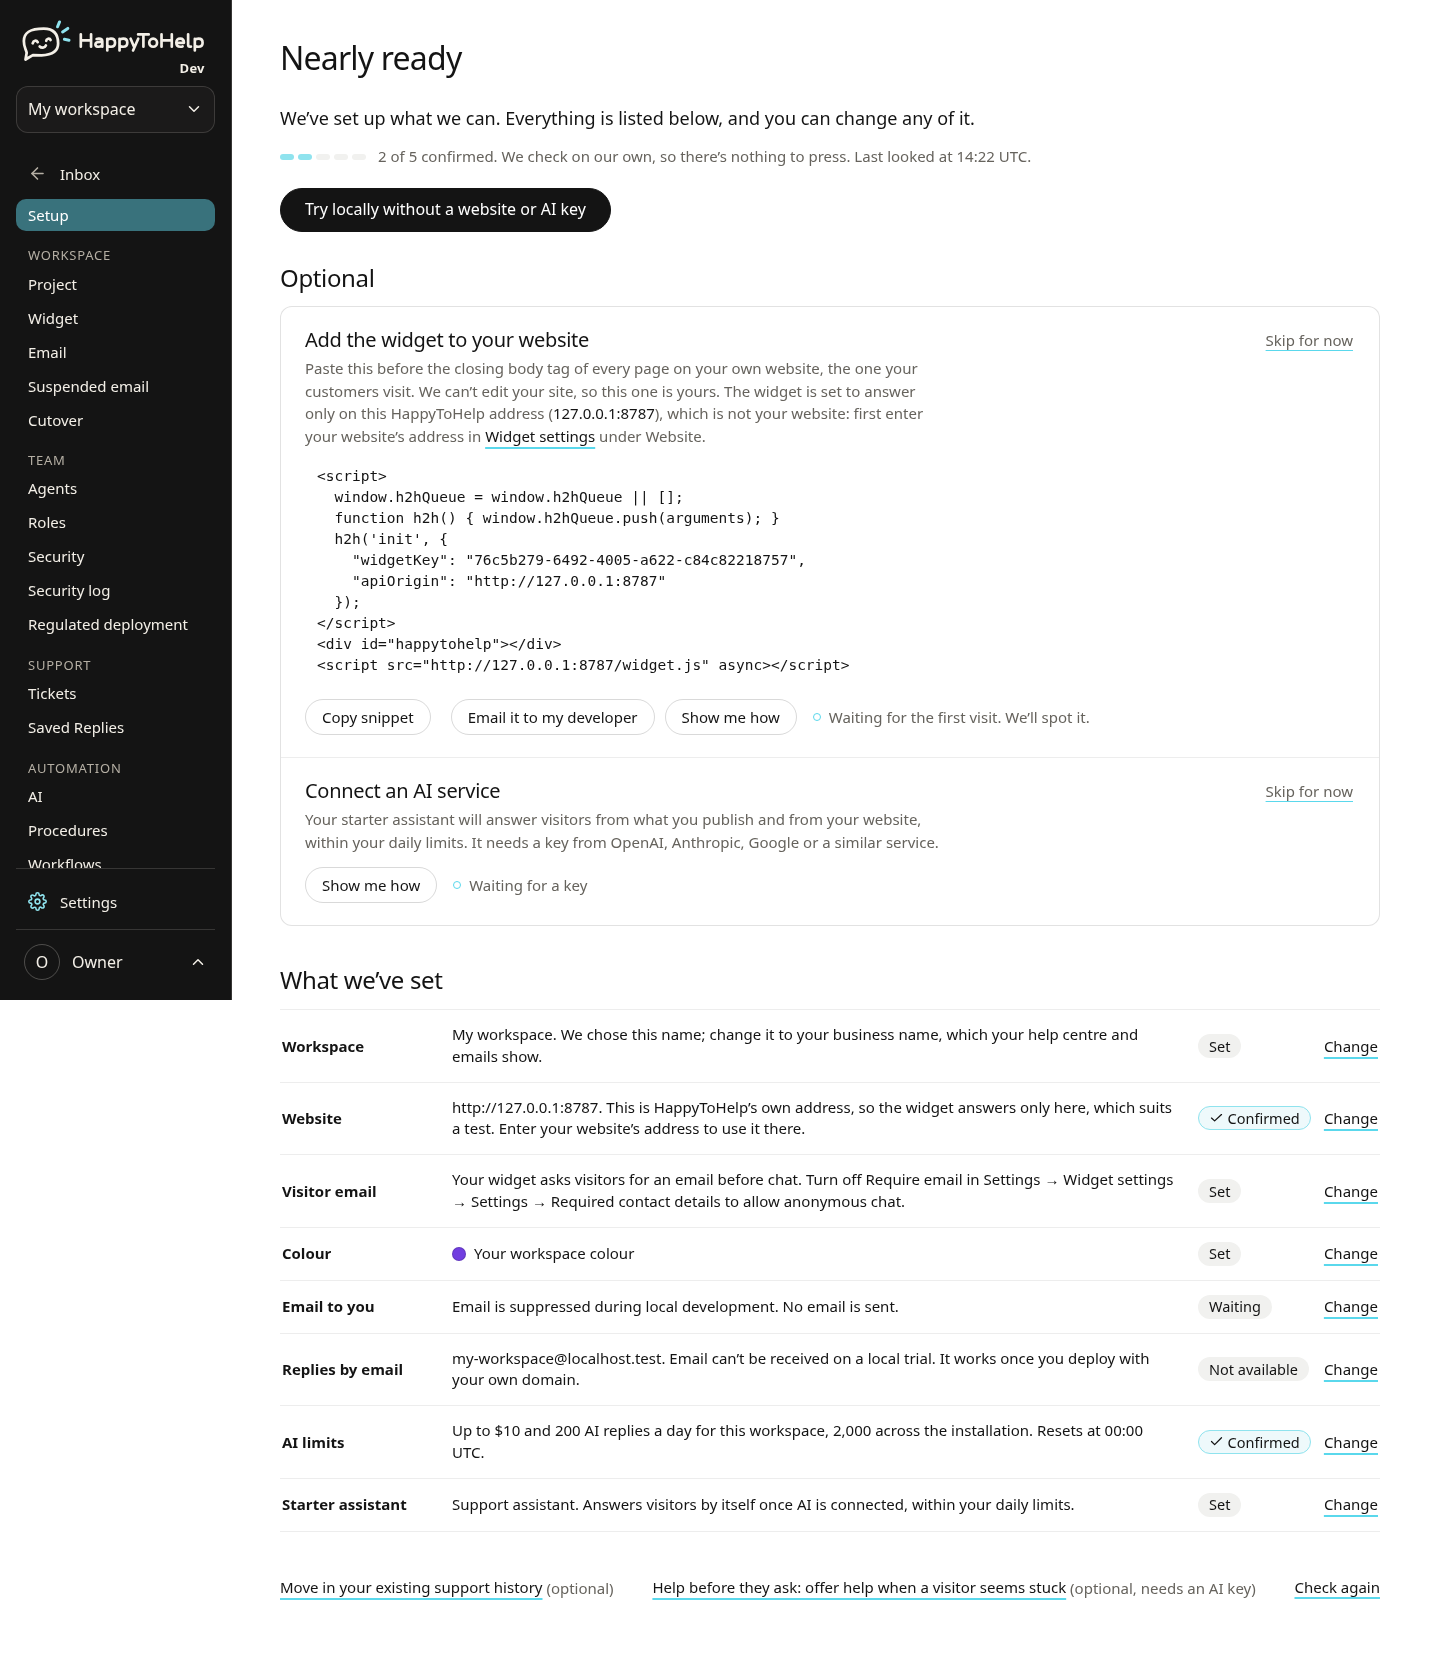 HappyToHelp
Dev
My workspace
Inbox
Setup
WORKSPACE
Project
Widget
Email
Suspended email
Cutover
TEAM
Agents
Roles
Security
Security log
Regulated deployment
SUPPORT
Tickets
Saved Replies
AUTOMATION
AI
Procedures
Workflows
Settings
O Owner
Nearly ready
We’ve set up what we can. Everything is listed below, and you can change any of it.
2 of 5 confirmed. We check on our own, so there’s nothing to press. Last looked at 14:22 UTC.
Try locally without a website or AI key
Optional
Add the widget to your website
Skip for now
Paste this before the closing body tag of every page on your own website, the one your
customers visit. We can’t edit your site, so this one is yours. The widget is set to answer
only on this HappyToHelp address (127.0.0.1:8787), which is not your website: first enter
your website’s address in Widget settings under Website.
<script>
  window.h2hQueue = window.h2hQueue || [];
  function h2h() { window.h2hQueue.push(arguments); }
  h2h('init', {
    "widgetKey": "76c5b279-6492-4005-a622-c84c82218757",
    "apiOrigin": "http://127.0.0.1:8787"
  });
</script>
<div id="happytohelp"></div>
<script src="http://127.0.0.1:8787/widget.js" async></script>
Copy snippet Email it to my developer Show me how Waiting for the first visit. We’ll spot it.
Connect an AI service
Skip for now
Your starter assistant will answer visitors from what you publish and from your website,
within your daily limits. It needs a key from OpenAI, Anthropic, Google or a similar service.
Show me how Waiting for a key
What we’ve set
Workspace
My workspace. We chose this name; change it to your business name, which your help centre and
emails show.
Set Change
Website
http://127.0.0.1:8787. This is HappyToHelp’s own address, so the widget answers only here, which suits
a test. Enter your website’s address to use it there.
✓ Confirmed Change
Visitor email
Your widget asks visitors for an email before chat. Turn off Require email in Settings → Widget settings
→ Settings → Required contact details to allow anonymous chat.
Set Change
Colour Your workspace colour Set Change
Email to you Email is suppressed during local development. No email is sent. Waiting Change
Replies by email
my-workspace@localhost.test. Email can’t be received on a local trial. It works once you deploy with
your own domain.
Not available Change
AI limits
Up to $10 and 200 AI replies a day for this workspace, 2,000 across the installation. Resets at 00:00
UTC.
✓ Confirmed Change
Starter assistant Support assistant. Answers visitors by itself once AI is connected, within your daily limits. Set Change
Move in your existing support history (optional) Help before they ask: offer help when a visitor seems stuck (optional, needs an AI key) Check again